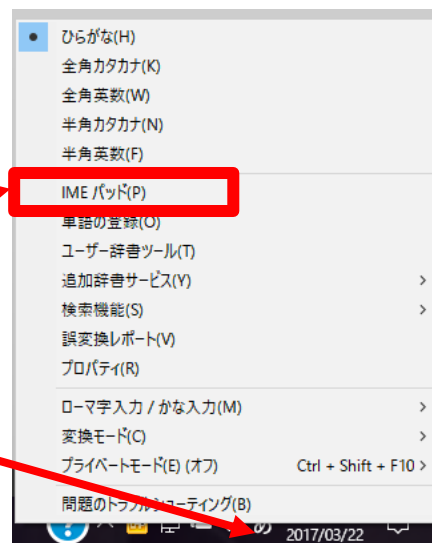 ひらがな(H)
全角カタカナ(K)
全角英数(W)
半角カタカナ(N)
半角英数(F)
IME パッド(P)
単語の登録(O)
ユーザー辞書ツール(T)
追加辞書サービス(Y)
検索機能(S)
誤変換レポート(V)
プロパティ(R)
ローマ字入力 / かな入力(M)
変換モード(C)
プライベートモード(E) (オフ) Ctrl + Shift + F10
問題のトラブルシューティング(B)
? め
2017/03/22